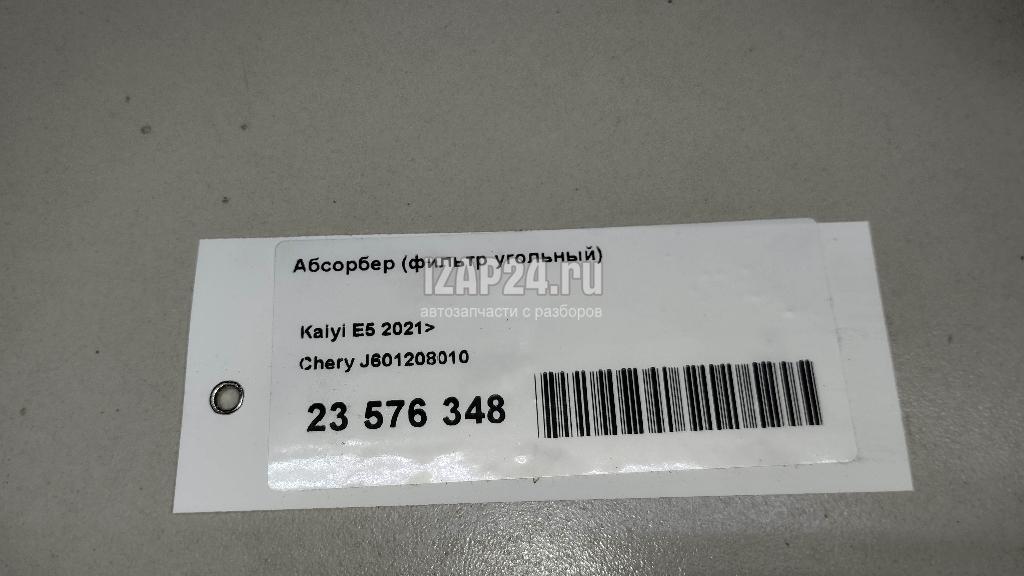 Абсорбер (фильтр угольный)
IZAP24.ru
автозапчасти с разборов
Kaiyi E5 2021>
Chery J601208010
23 576 348